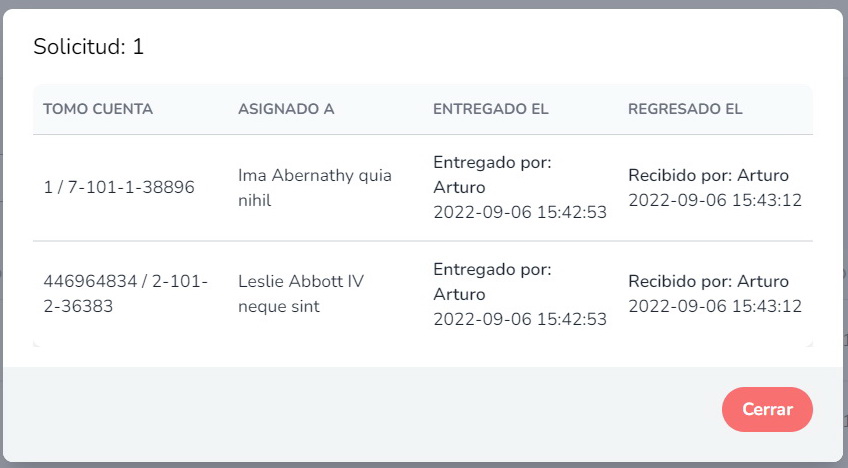 Solicitud: 1
TOMO CUENTA ASIGNADO A ENTREGADO EL REGRESADO EL
1 / 7-101-1-38896
Ima Abernathy quia
nihil
Entregado por:
Arturo
2022-09-06 15:42:53
Recibido por: Arturo
2022-09-06 15:43:12
446964834 / 2-101-
2-36383
Leslie Abbott IV
neque sint
Entregado por:
Arturo
2022-09-06 15:42:53
Recibido por: Arturo
2022-09-06 15:43:12
Cerrar